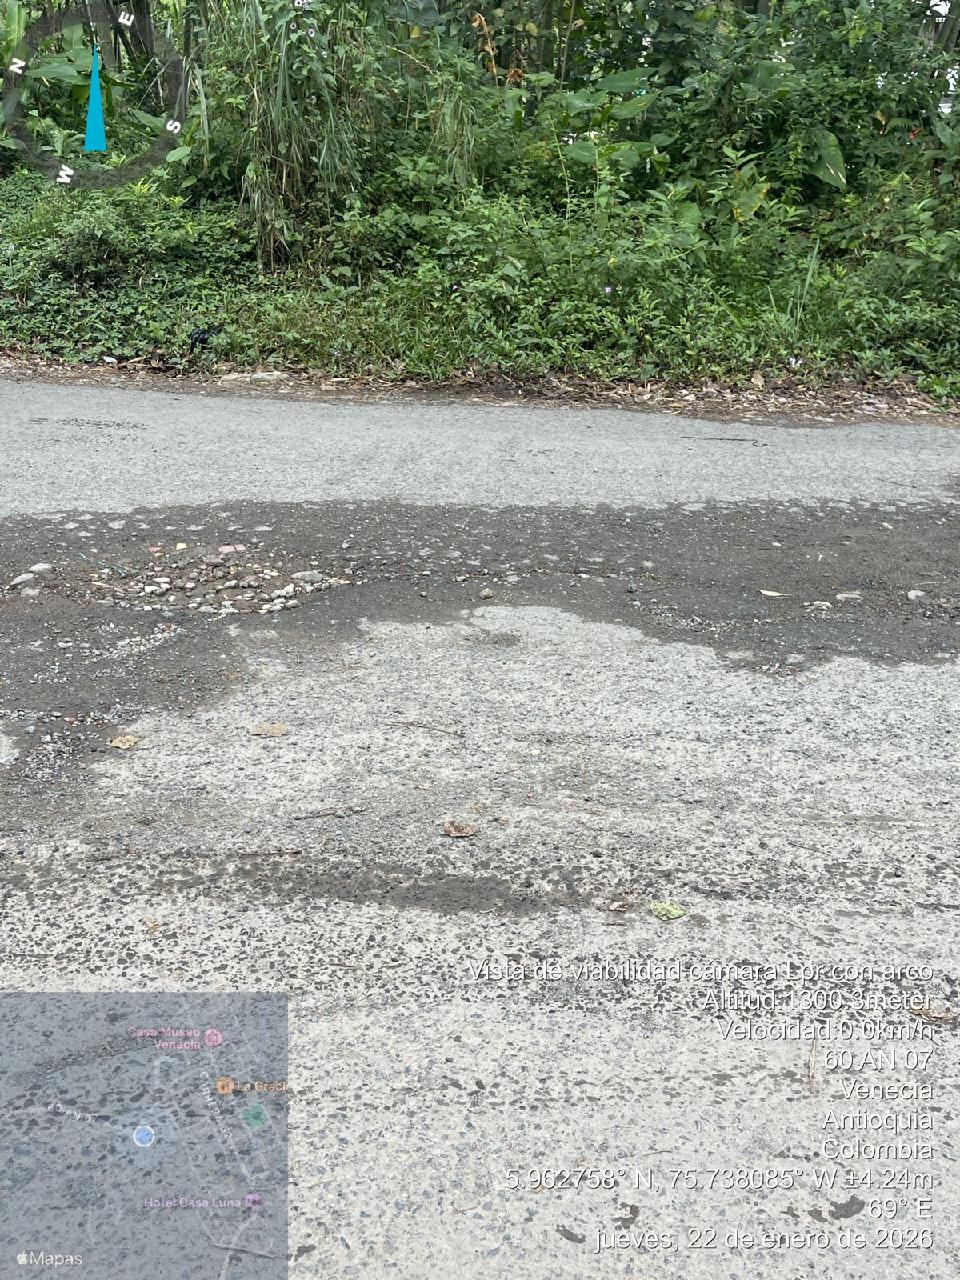 N
E
S
W
Vista de viabilidad cámara Lpr con arco
Altitud:1300.3meter
Velocidad:0.0km/h
60 AN 07
Venecia
Antioquia
Colombia
5.962758° N, 75.738085° W ±4.24m
69° E
jueves, 22 de enero de 2026
Casa Museo
Venecia
La Graci
Hotel Casa Luna
Mapas